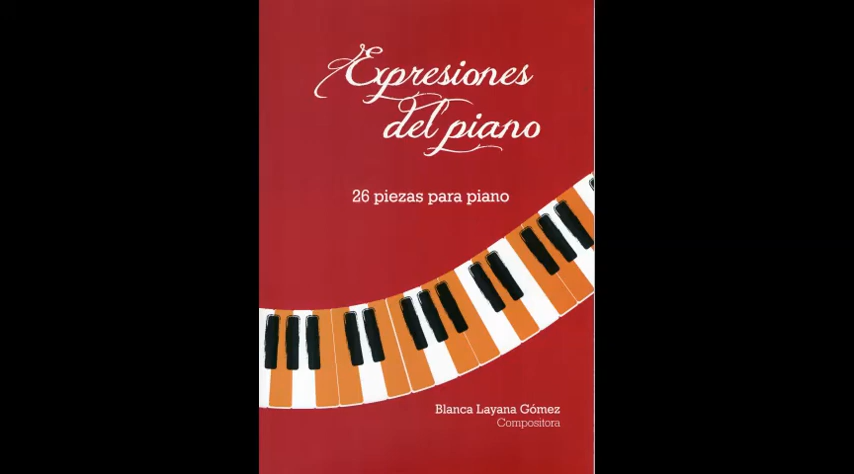 Expresiones
del piano
26 piezas para piano
Blanca Layana Gómez
Compositora